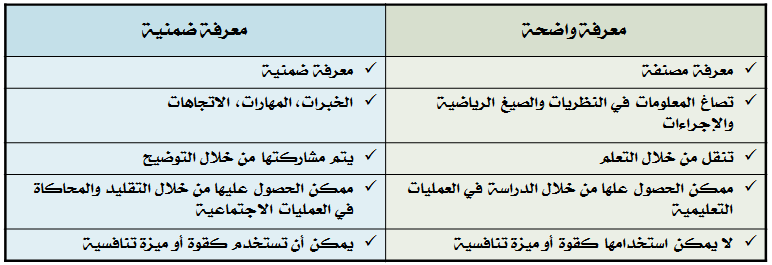 معرفة واضحة
معرفة ضمنية
معرفة مصنفة
معرفة ضمنية
تصاغ المعلومات في النظريات والصيغ الرياضية
والإجراءات
الخبرات، المهارات، الاتجاهات
تنقل من خلال التعلم
يتم مشاركتها من خلال التوضيح
ممكن الحصول علها من خلال الدراسة في العمليات
التعليمية
ممكن الحصول عليها من خلال التقليد والمحاكاة
في العمليات الاجتماعية
لا يمكن استخدامها كقوة أو ميزة تنافسية
يمكن أن تستخدم كقوة أو ميزة تنافسية